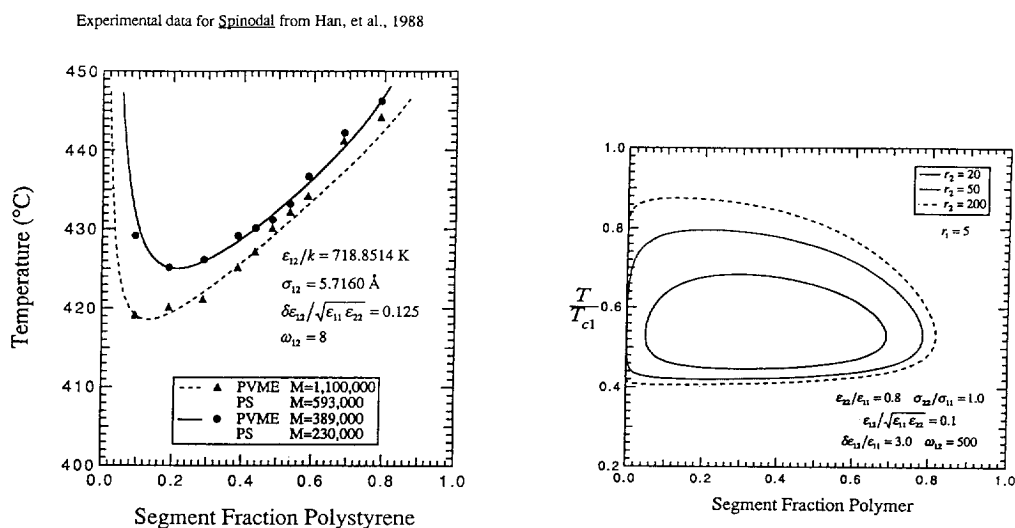 Experimental data for Spinodal from Han, et al., 1988
450
440
430
420
410
400
0.0 0.2 0.4 0.6 0.8 1.0
Temperature (°C)
Segment Fraction Polystyrene
ε₁₂/k = 718.8514 K
σ₁₂ = 5.7160 Å
δε₁₂/√ε₁₁ ε₂₂ = 0.125
ω₁₂ = 8
PVME M=1,100,000
PS M=593,000
PVME M=389,000
PS M=230,000
1.0
0.8
0.6
0.4
0.2
0.0 0.2 0.4 0.6 0.8 1.0
T/Tc1
Segment Fraction Polymer
r₂ = 20
r₂ = 50
r₂ = 200
r₁ = 5
ε₂₂/ε₁₁ = 0.8 σ₂₂/σ₁₁ = 1.0
ε₁₂/√ε₁₁ ε₂₂ = 0.1
δε₁₂/ε₁₁ = 3.0 ω₁₂ = 500